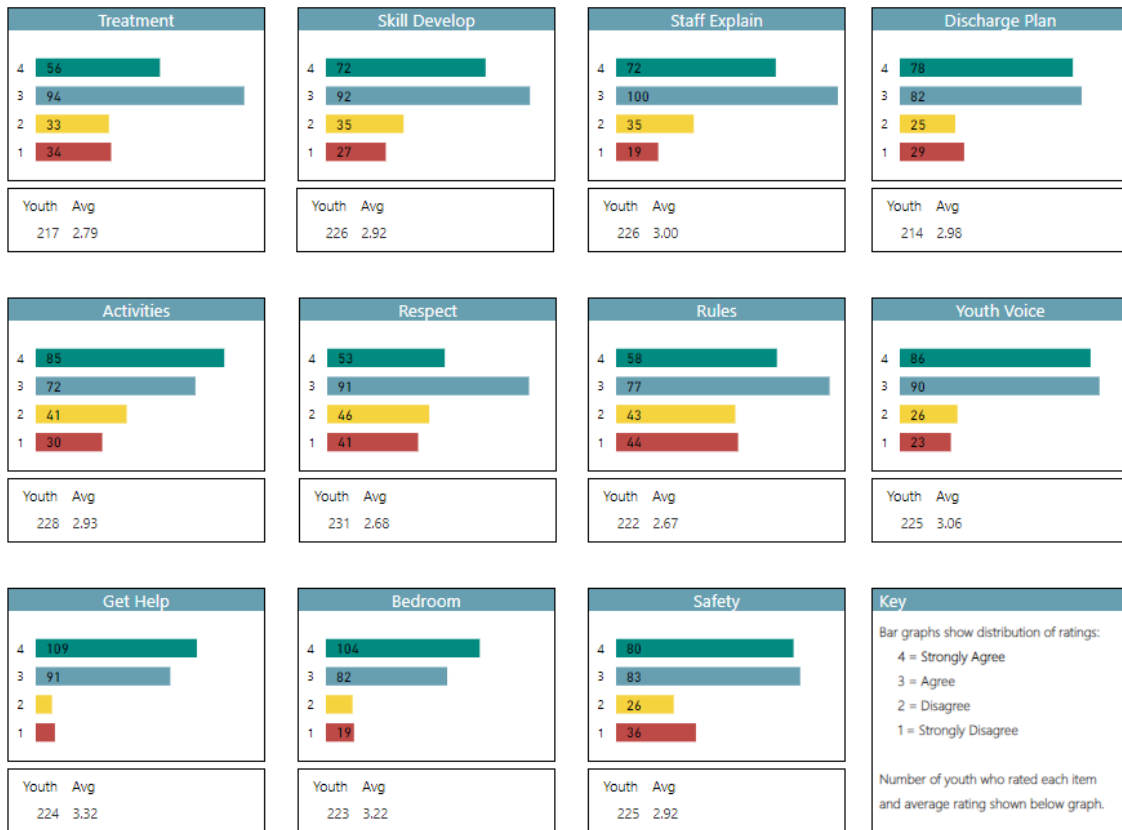 Treatment
4 56
3 94
2 33
1 34
Youth Avg
217 2.79
Skill Develop
4 72
3 92
2 35
1 27
Youth Avg
226 2.92
Staff Explain
4 72
3 100
2 35
1 19
Youth Avg
226 3.00
Discharge Plan
4 78
3 82
2 25
1 29
Youth Avg
214 2.98
Activities
4 85
3 72
2 41
1 30
Youth Avg
228 2.93
Respect
4 53
3 91
2 46
1 41
Youth Avg
231 2.68
Rules
4 58
3 77
2 43
1 44
Youth Avg
222 2.67
Youth Voice
4 86
3 90
2 26
1 23
Youth Avg
225 3.06
Get Help
4 109
3 91
2
1
Youth Avg
224 3.32
Bedroom
4 104
3 82
2
1 19
Youth Avg
223 3.22
Safety
4 80
3 83
2 26
1 36
Youth Avg
225 2.92
Key
Bar graphs show distribution of ratings:
4 = Strongly Agree
3 = Agree
2 = Disagree
1 = Strongly Disagree
Number of youth who rated each item
and average rating shown below graph.